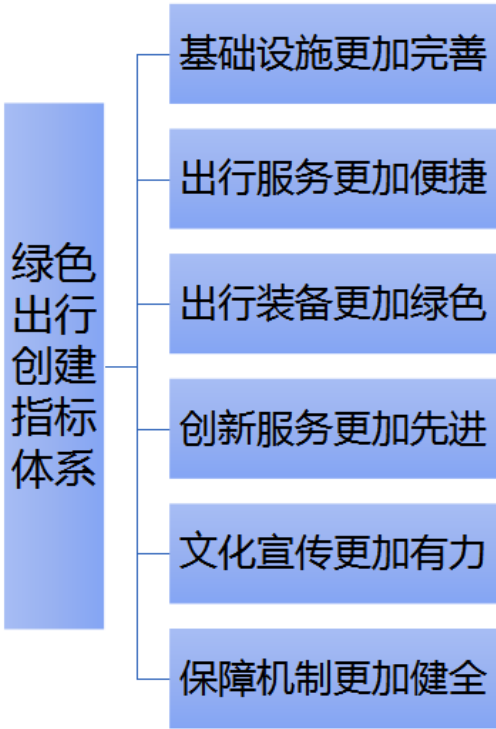 绿色
出行
创建
指标
体系
基础设施更加完善
出行服务更加便捷
出行装备更加绿色
创新服务更加先进
文化宣传更加有力
保障机制更加健全